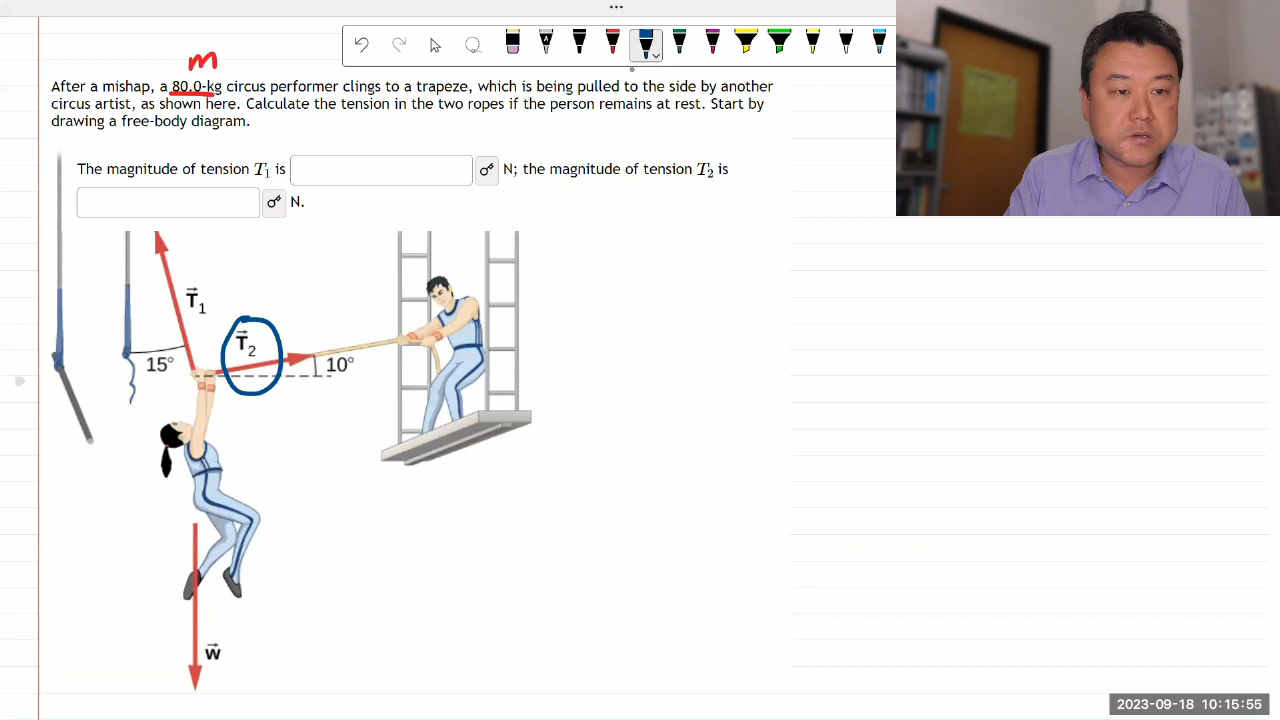 m
After a mishap, a 80.0-kg circus performer clings to a trapeze, which is being pulled to the side by another
circus artist, as shown here. Calculate the tension in the two ropes if the person remains at rest. Start by
drawing a free-body diagram.
The magnitude of tension T₁ is N; the magnitude of tension T₂ is
N.
T⃗₁
T⃗₂
15°
10°
w⃗
2023-09-18 10:15:55